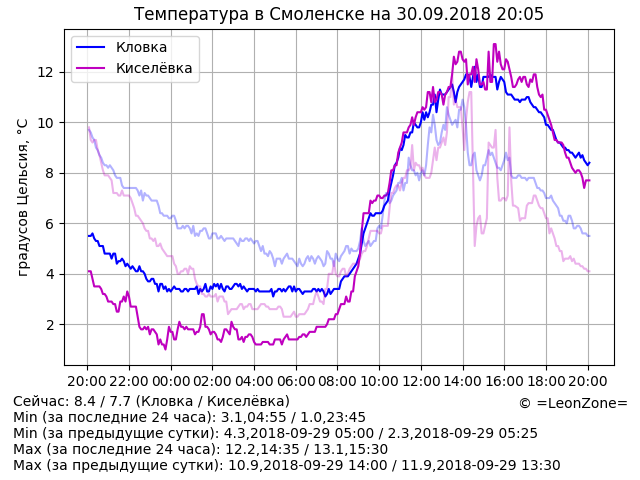 Температура в Смоленске на 30.09.2018 20:05
Кловка
Киселёвка
градусов Цельсия, °C
12
10
8
6
4
2
20:00 22:00 00:00 02:00 04:00 06:00 08:00 10:00 12:00 14:00 16:00 18:00 20:00
Сейчас: 8.4 / 7.7 (Кловка / Киселёвка)
© =LeonZone=
Min (за последние 24 часа): 3.1,04:55 / 1.0,23:45
Min (за предыдущие сутки): 4.3,2018-09-29 05:00 / 2.3,2018-09-29 05:25
Max (за последние 24 часа): 12.2,14:35 / 13.1,15:30
Max (за предыдущие сутки): 10.9,2018-09-29 14:00 / 11.9,2018-09-29 13:30